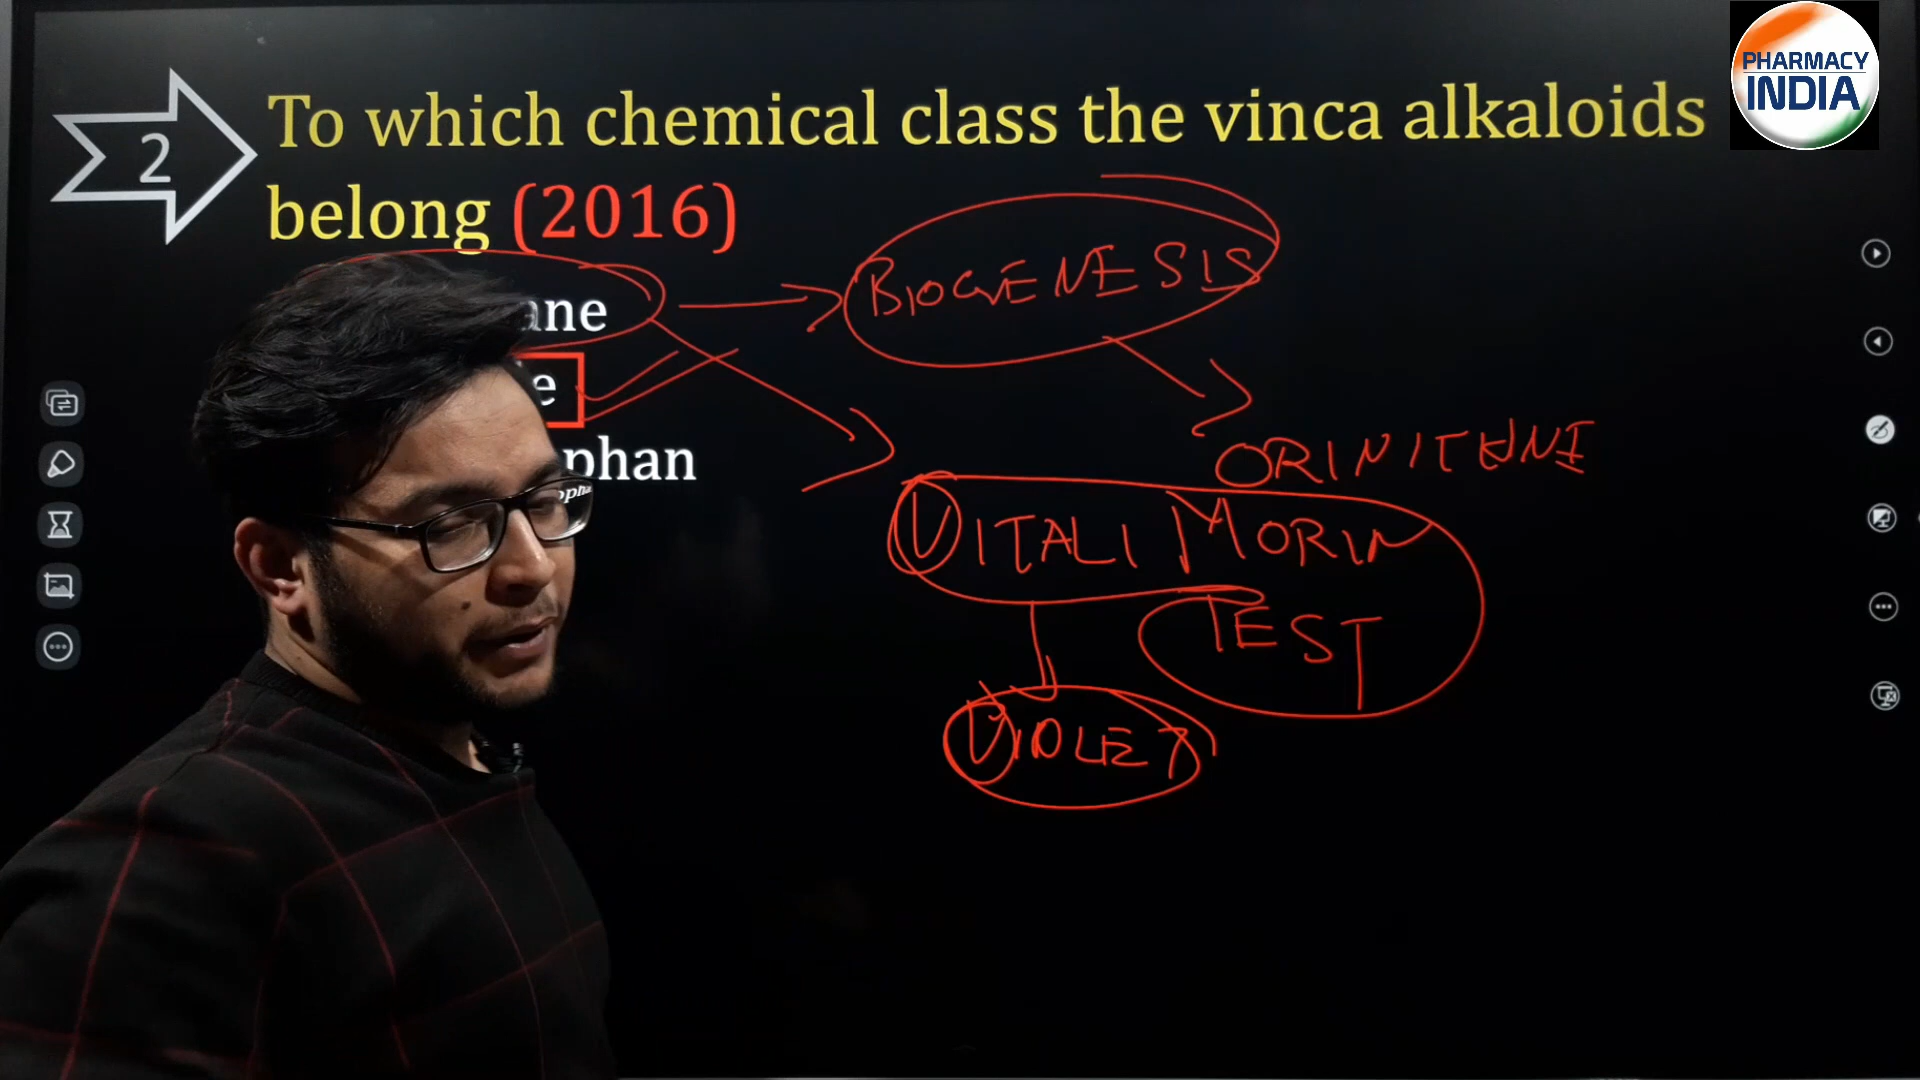 PHARMACY
INDIA
2
To which chemical class the vinca alkaloids
belong (2016)
ane
e
phan
BIOGENESIS
ORINITHNE
VITALI MORIN
TEST
VIOLET